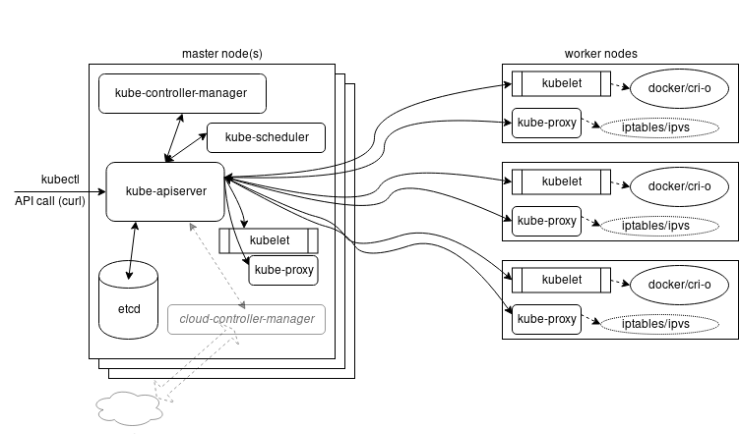 master node(s)
worker nodes
kube-controller-manager
kube-scheduler
kubectl
API call (curl)
kube-apiserver
kubelet
kube-proxy
etcd
cloud-controller-manager
kubelet
docker/cri-o
kube-proxy
iptables/ipvs
kubelet
docker/cri-o
kube-proxy
iptables/ipvs
kubelet
docker/cri-o
kube-proxy
iptables/ipvs